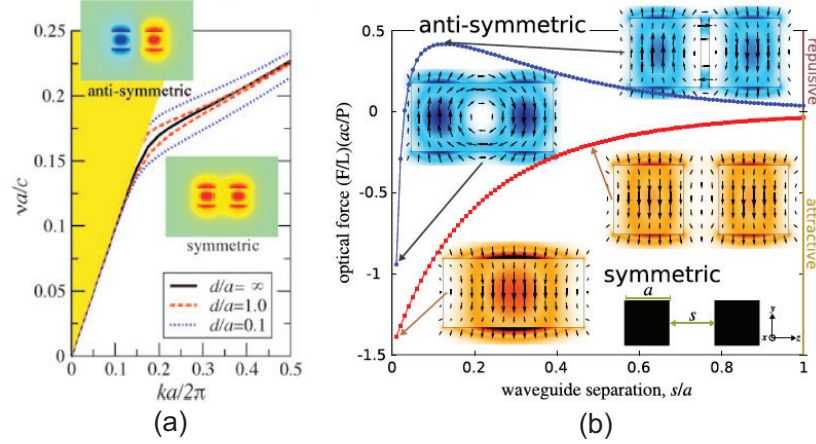 anti-symmetric
symmetric
d/a= ∞
d/a=1.0
d/a=0.1
νa/c
0.25
0.2
0.15
0.1
0.05
0
0 0.1 0.2 0.3 0.4 0.5
ka/2π
(a)
anti-symmetric
symmetric
optical force (F/L)(ac/P)
0.5
0
-0.5
-1
-1.5
0 0.2 0.4 0.6 0.8 1
waveguide separation, s/a
repulsive
attractive
a
s
y
x z
(b)